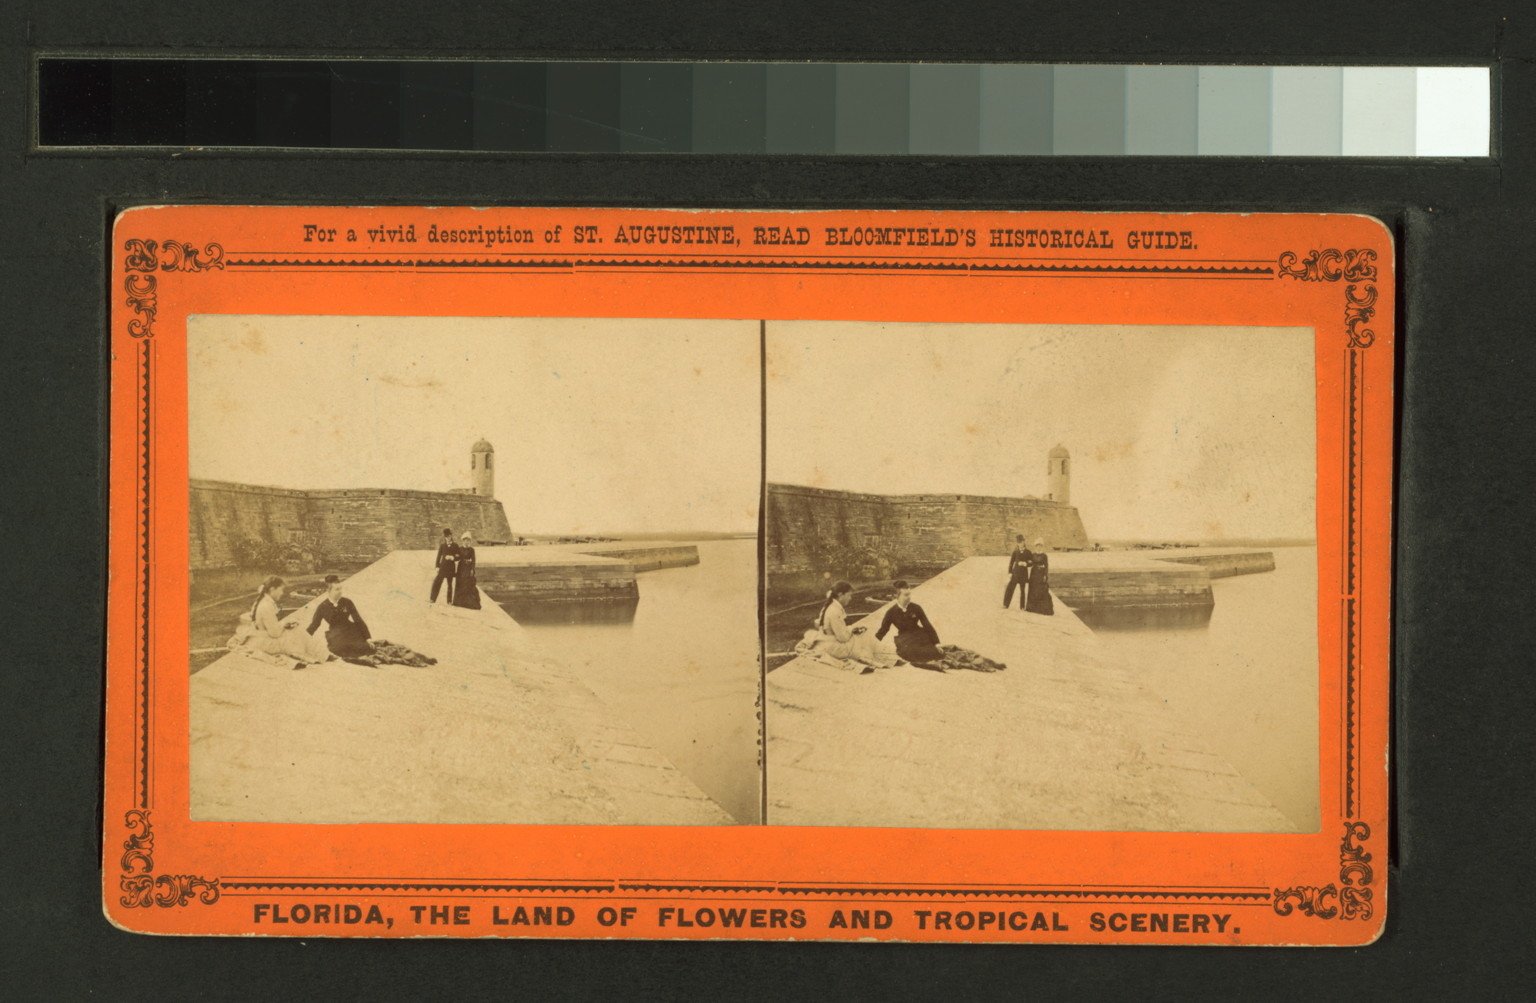 For a vivid description of ST. AUGUSTINE, READ BLOOMFIELD'S HISTORICAL GUIDE.
FLORIDA, THE LAND OF FLOWERS AND TROPICAL SCENERY.